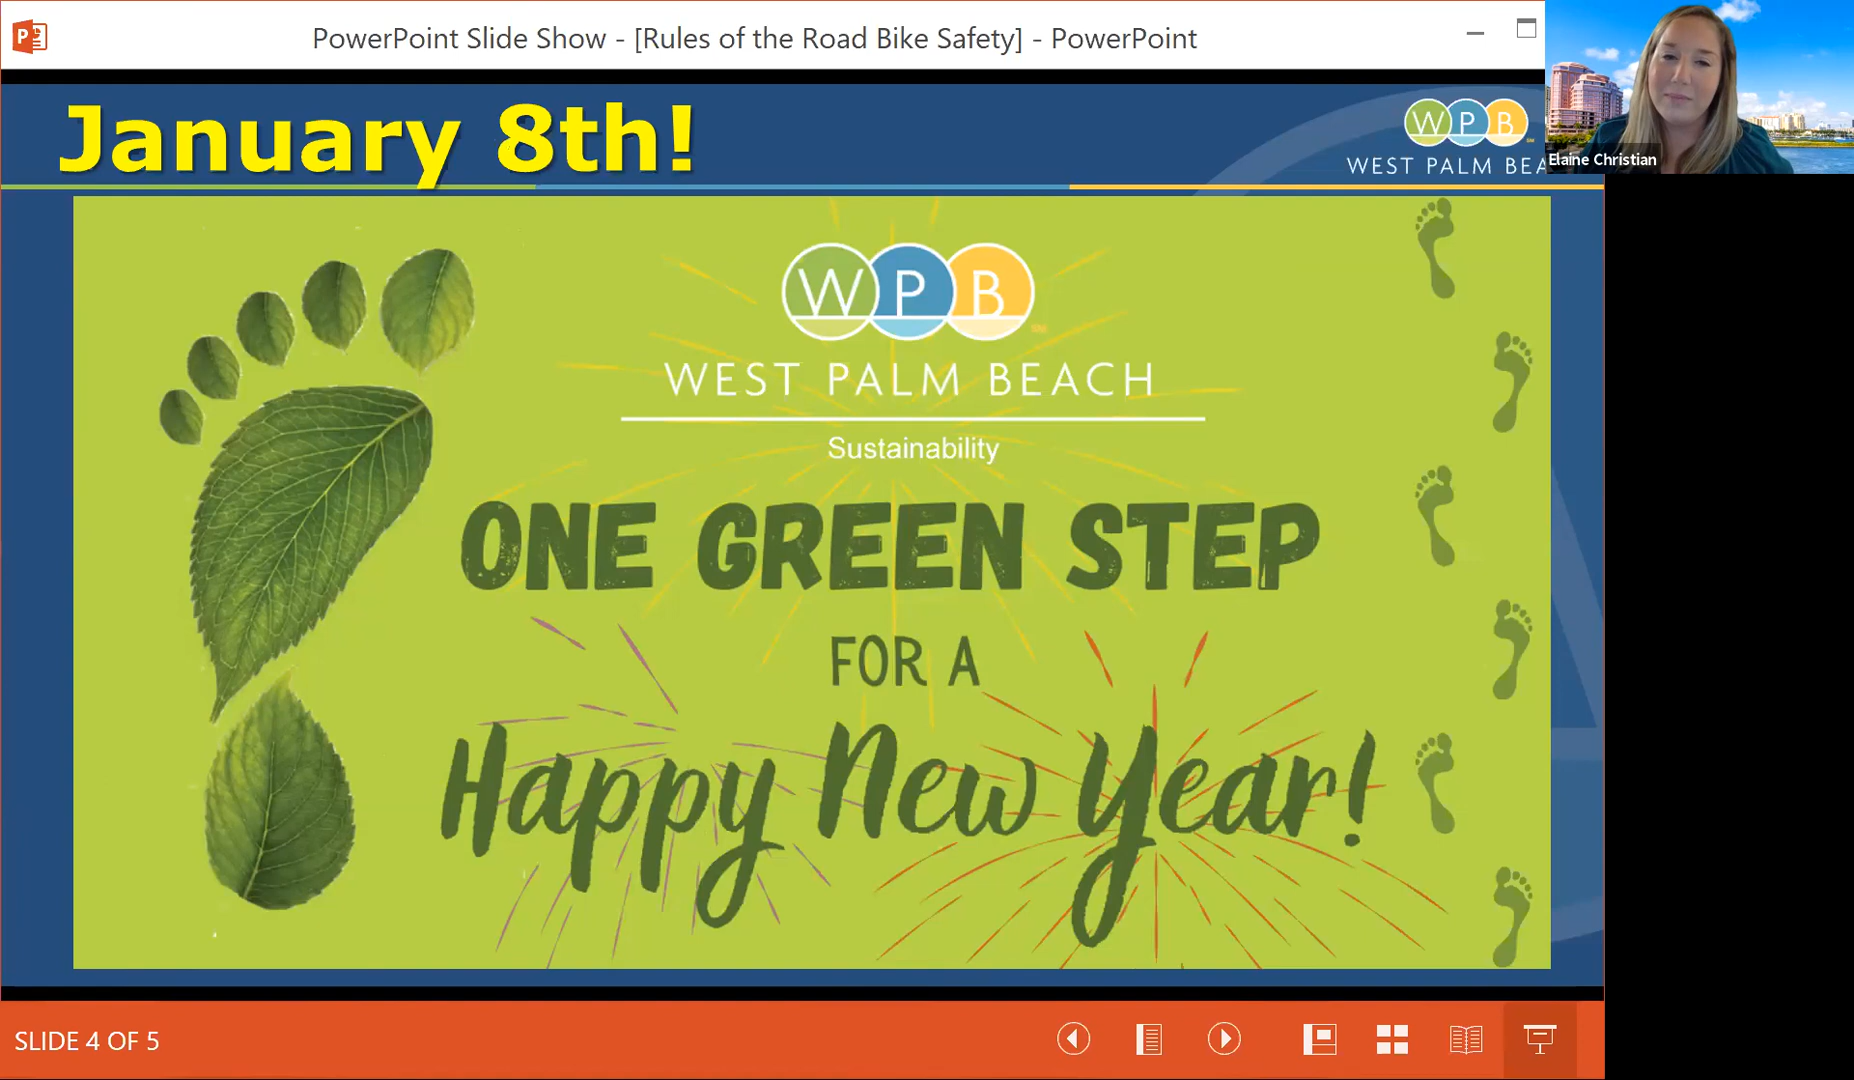 PowerPoint Slide Show - [Rules of the Road Bike Safety] - PowerPoint
January 8th!
WPB
WEST PALM BEA
Elaine Christian
WPB
WEST PALM BEACH
Sustainability
ONE GREEN STEP
FOR A
Happy New Year!
SLIDE 4 OF 5